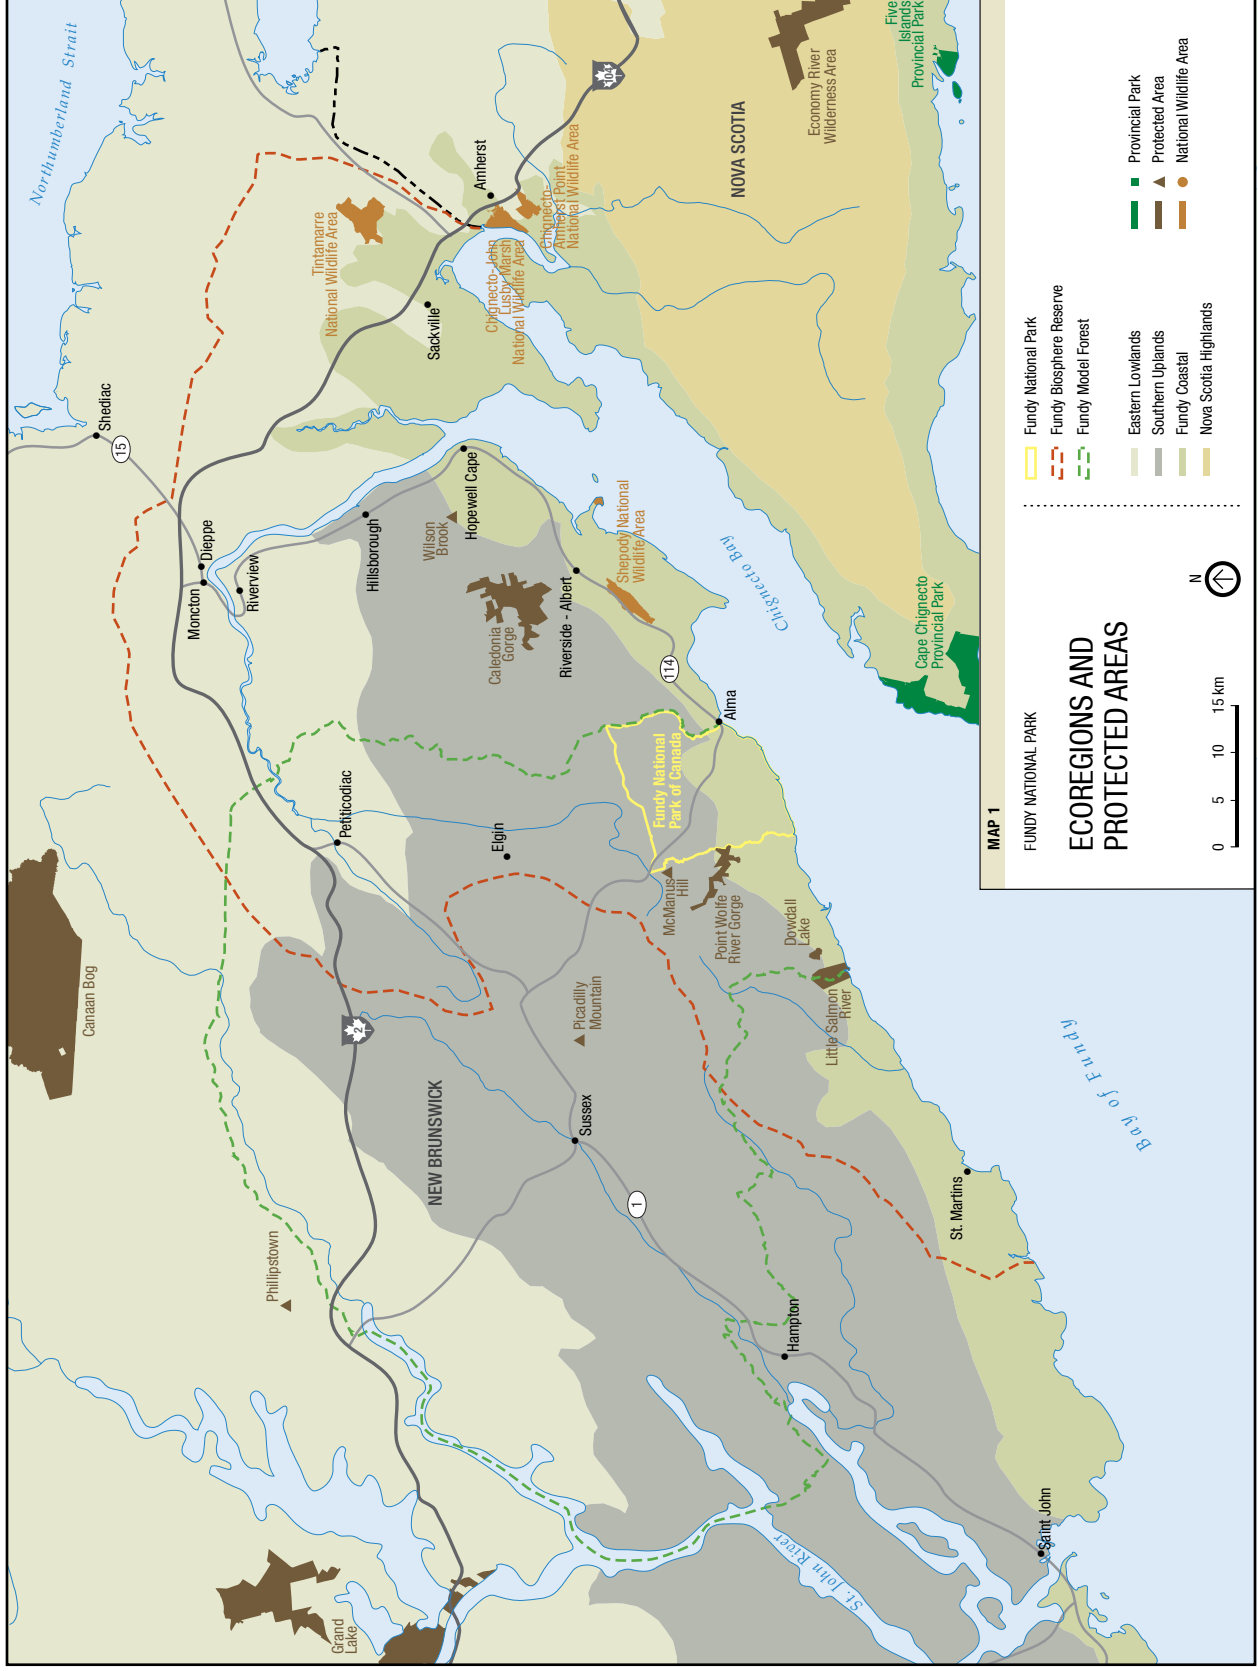 Northumberland Strait
Shediac
15
Tintamarre
National Wildlife Area
Amherst
104
Sackville
Chignecto-John
Lusby Marsh
National Wildlife Area
Chignecto-
Amherst Point
National Wildlife Area
NOVA SCOTIA
Economy River
Wilderness Area
Five
Islands
Provincial Park
Moncton
Dieppe
Riverview
Hillsborough
Wilson
Brook
Hopewell Cape
Caledonia
Gorge
Riverside - Albert
Shepody National
Wildlife Area
Chignecto Bay
114
Alma
Cape Chignecto
Provincial Park
Canaan Bog
Petiticodiac
Elgin
Fundy National
Park of Canada
McManus
Hill
Point Wolfe
River Gorge
Dowdall
Lake
Little Salmon
River
Picadilly
Mountain
2
NEW BRUNSWICK
Sussex
1
Phillipstown
Hampton
St. Martins
Bay of Fundy
Grand
Lake
St. John River
Saint John
MAP 1
FUNDY NATIONAL PARK
ECOREGIONS AND
PROTECTED AREAS
0 5 10 15 km
N
Fundy National Park
Fundy Biosphere Reserve
Fundy Model Forest
Eastern Lowlands
Southern Uplands
Fundy Coastal
Nova Scotia Highlands
Provincial Park
Protected Area
National Wildlife Area